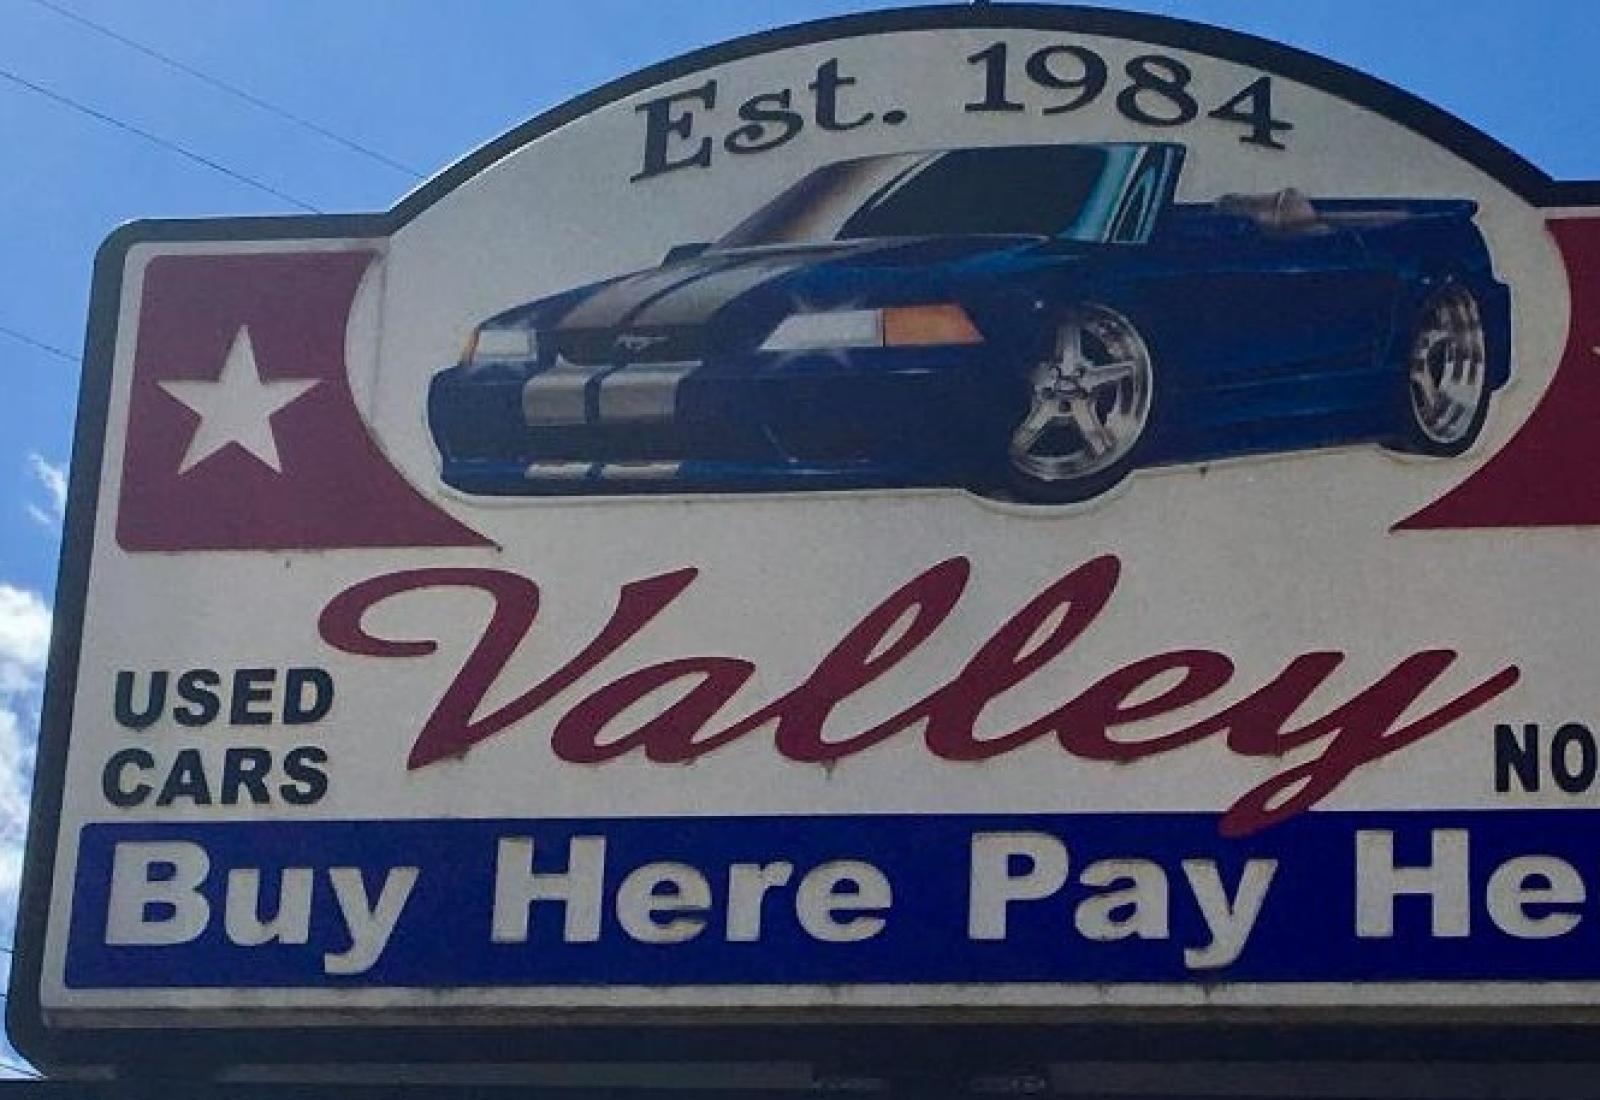 Est. 1984
Valley
USED
CARS
NO
Buy Here Pay He